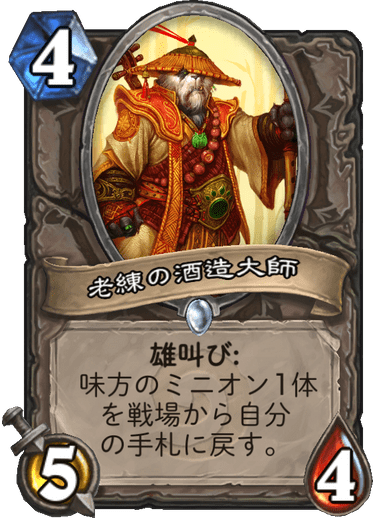 4
老練の酒造大師
雄叫び:
味方のミニオン1体
を戦場から自分
の手札に戻す。
5
4